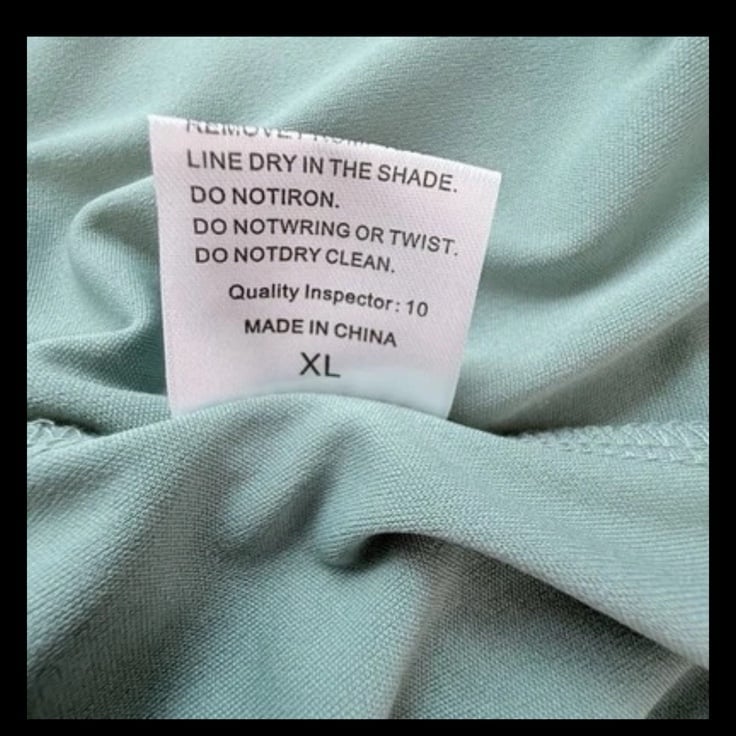 LINE DRY IN THE SHADE.
DO NOTIRON.
DO NOTWRING OR TWIST.
DO NOTDRY CLEAN.
Quality Inspector: 10
MADE IN CHINA
XL